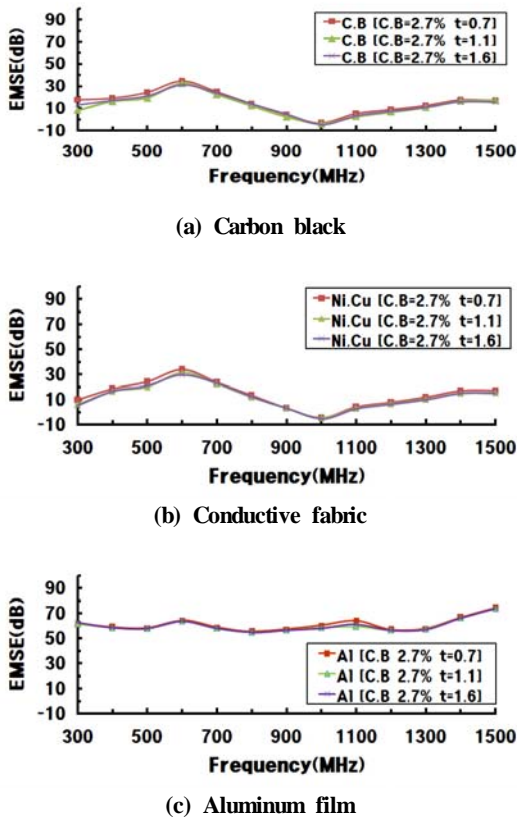 EMSE(dB)
90
70
50
30
10
-10
C.B [C.B=2.7% t=0.7]
C.B [C.B=2.7% t=1.1]
C.B [C.B=2.7% t=1.6]
300 500 700 900 1100 1300 1500
Frequency(MHz)
(a) Carbon black
EMSE(dB)
90
70
50
30
10
-10
Ni.Cu [C.B=2.7% t=0.7]
Ni.Cu [C.B=2.7% t=1.1]
Ni.Cu [C.B=2.7% t=1.6]
300 500 700 900 1100 1300 1500
Frequency(MHz)
(b) Conductive fabric
EMSE(dB)
90
70
50
30
10
-10
Al [C.B 2.7% t=0.7]
Al [C.B 2.7% t=1.1]
Al [C.B 2.7% t=1.6]
300 500 700 900 1100 1300 1500
Frequency(MHz)
(c) Aluminum film